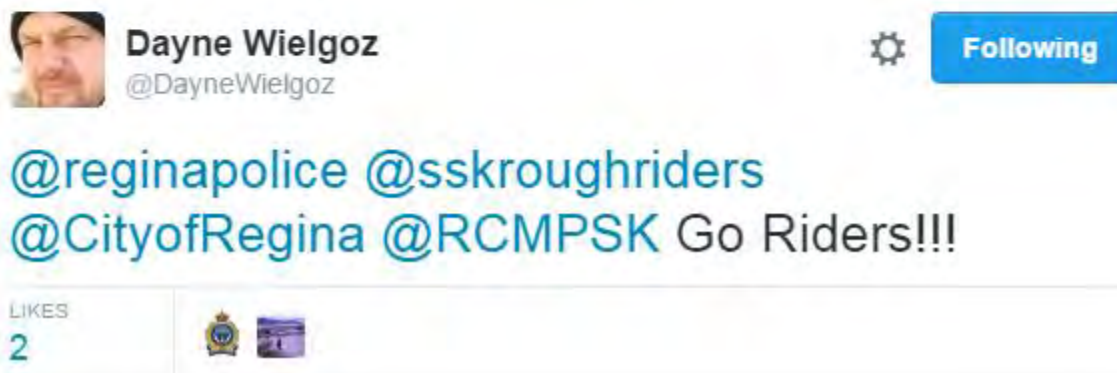 Dayne Wielgoz
Following
@DayneWielgoz
@reginapolice @sskroughriders
@CityofRegina @RCMPSK Go Riders!!!
LIKES
2